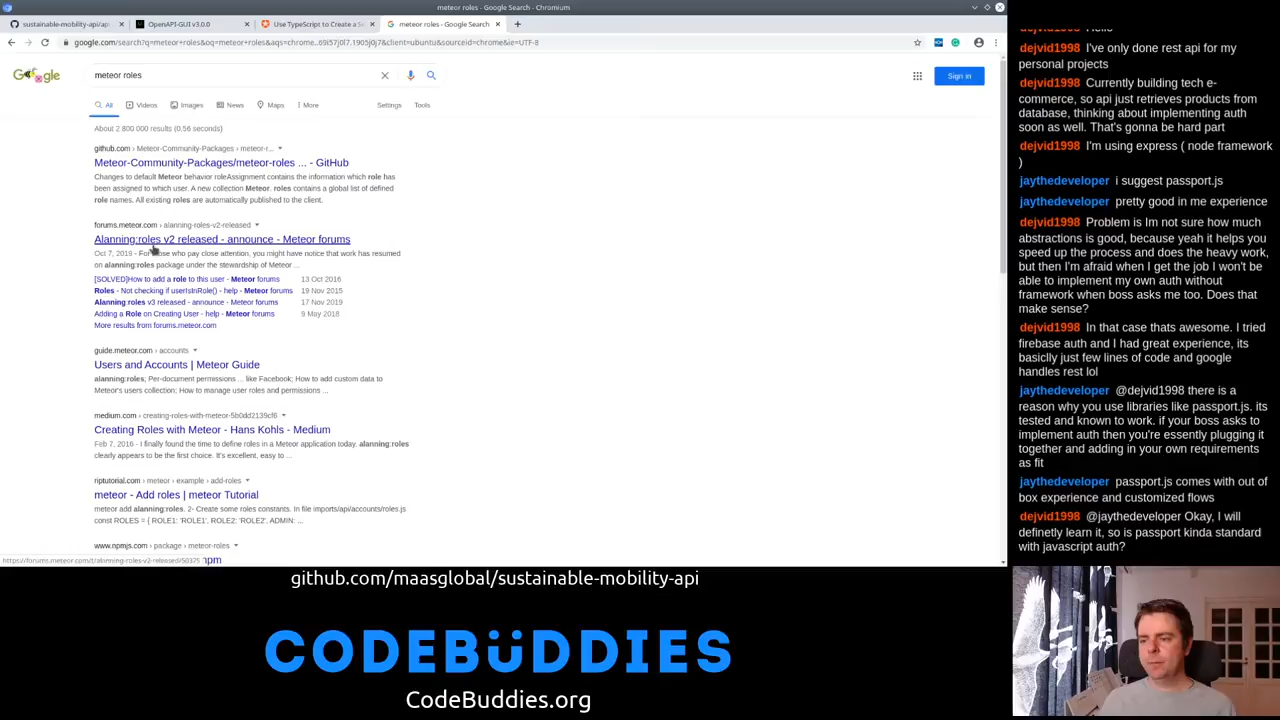 meteor roles - Google Search - Chromium
sustainable-mobility-api/api
OpenAPI-GUI v3.0.0
Use TypeScript to Create a S
meteor roles - Google Search
google.com/search?q=meteor+roles&oq=meteor+roles&aqs=chrome..69i57j0l7.1905j0j7&client=ubuntu&sourceid=chrome&ie=UTF-8
meteor roles
Sign in
All Videos Images News Maps More Settings Tools
About 2 800 000 results (0,56 seconds)
github.com › Meteor-Community-Packages › meteor-r...
Meteor-Community-Packages/meteor-roles ... - GitHub
Changes to default Meteor behavior roleAssignment contains the information which role has
been assigned to which user. A new collection Meteor. roles contains a global list of defined
role names. All existing roles are automatically published to the client.
forums.meteor.com › alanning-roles-v2-released
Alanning:roles v2 released - announce - Meteor forums
Oct 7, 2019 - For those who pay close attention, you might have notice that work has resumed
on alanning:roles package under the stewardship of Meteor ...
[SOLVED]How to add a role to this user - Meteor forums 13 Oct 2016
Roles - Not checking if userIsInRole() - help - Meteor forums 19 Nov 2015
Alanning roles v3 released - announce - Meteor forums 17 Nov 2019
Adding a Role on Creating User - help - Meteor forums 9 May 2018
More results from forums.meteor.com
guide.meteor.com › accounts
Users and Accounts | Meteor Guide
alanning:roles; Per-document permissions ... like Facebook; How to add custom data to
Meteor's users collection; How to manage user roles and permissions ...
medium.com › creating-roles-with-meteor-5b0dd2139cf6
Creating Roles with Meteor - Hans Kohls - Medium
Feb 7, 2016 - I finally found the time to define roles in a Meteor application today. alanning:roles
clearly appears to be the first choice. It's excellent, easy to ...
riptutorial.com › meteor › example › add-roles
meteor - Add roles | meteor Tutorial
meteor add alanning:roles. 2- Create some roles constants. In file imports/api/accounts/roles.js
const ROLES = { ROLE1: 'ROLE1', ROLE2: 'ROLE2', ADMIN: ...
www.npmjs.com › package › meteor-roles
https://forums.meteor.com/t/alanning-roles-v2-released/50375 npm
dejvid1998 Hello
dejvid1998 I've only done rest api for my
personal projects
dejvid1998 Currently building tech e-
commerce, so api just retrieves products from
database, thinking about implementing auth
soon as well. That's gonna be hard part
dejvid1998 I'm using express ( node framework
)
jaythedeveloper i suggest passport.js
jaythedeveloper pretty good in me experience
dejvid1998 Problem is Im not sure how much
abstractions is good, because yeah it helps you
speed up the process and does the heavy work,
but then I'm afraid when I get the job I won't be
able to implement my own auth without
framework when boss asks me too. Does that
make sense?
dejvid1998 In that case thats awesome. I tried
firebase auth and I had great experience, its
basiclly just few lines of code and google
handles rest lol
jaythedeveloper @dejvid1998 there is a
reason why you use libraries like passport.js. its
tested and known to work. if your boss asks to
implement auth then you're essently plugging it
together and adding in your own requirements
as fit
jaythedeveloper passport.js comes with out of
box experience and customized flows
dejvid1998 @jaythedeveloper Okay, I will
definetly learn it, so is passport kinda standard
with javascript auth?
github.com/maasglobal/sustainable-mobility-api
CODEBÜDDIES
CodeBuddies.org